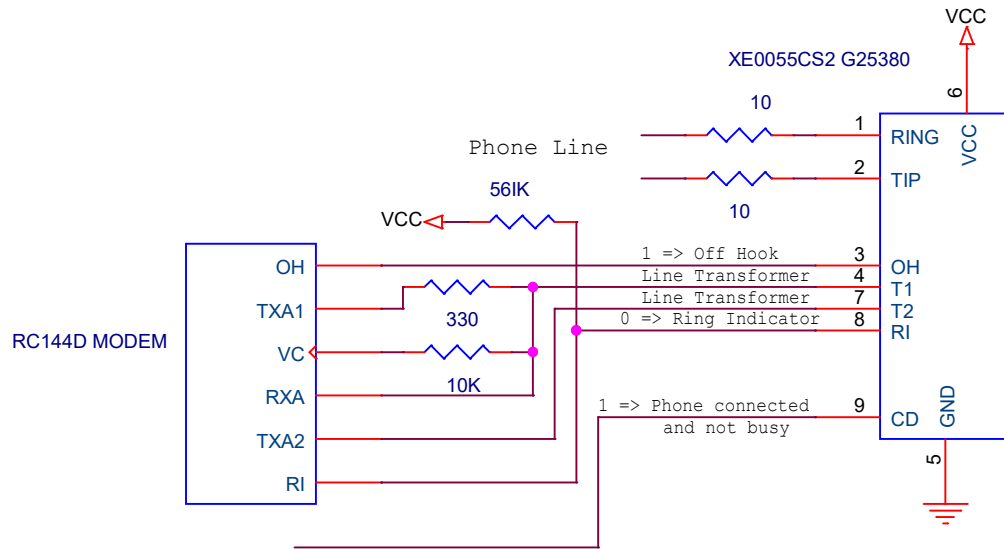 VCC
XE0055CS2 G25380
6
10
1
RING
VCC
Phone Line
2
TIP
56IK
10
VCC
1 => Off Hook
3
OH
OH
Line Transformer
4
T1
TXA1
330
Line Transformer
7
T2
0 => Ring Indicator
8
RI
RC144D MODEM
VC
10K
RXA
1 => Phone connected
and not busy
9
CD
GND
TXA2
5
RI